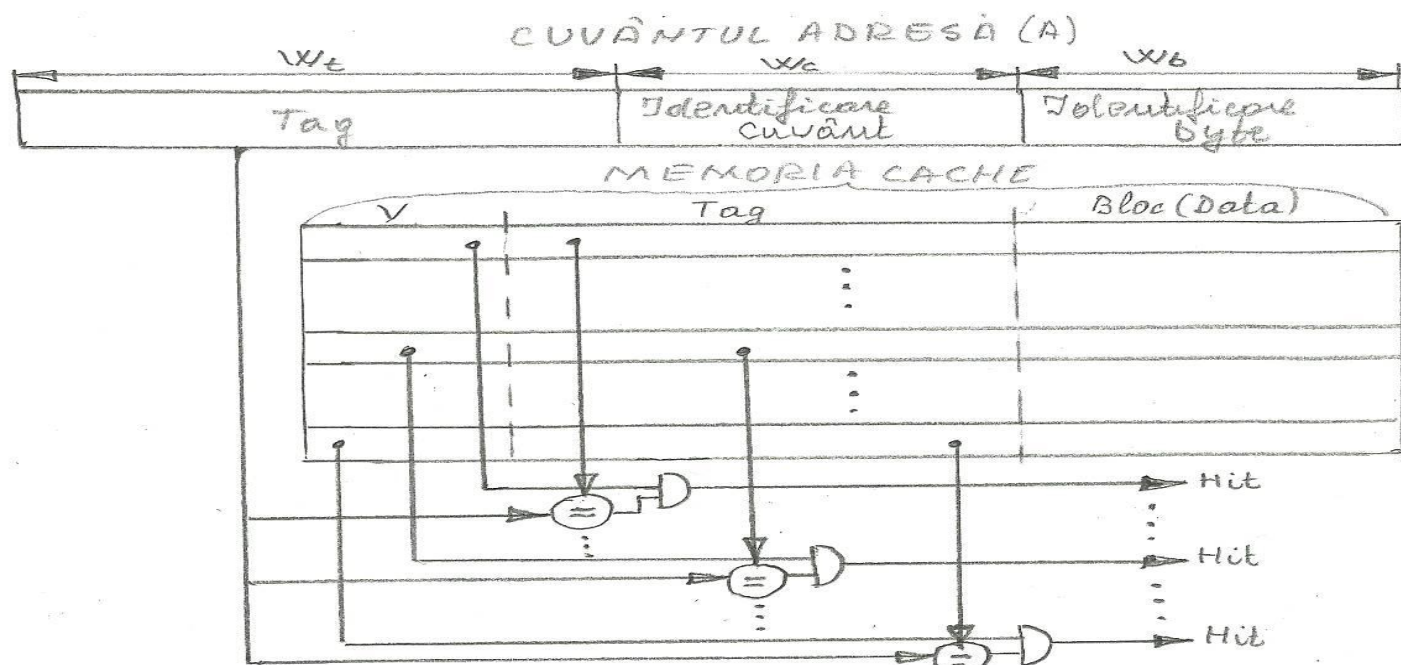 CUVÂNTUL ADRESĂ (A)
Wt Wc Wb
Tag Identificare Identificare
Cuvânt byte
MEMORIA CACHE
V Tag Bloc (Data)
= Hit
= Hit
= Hit